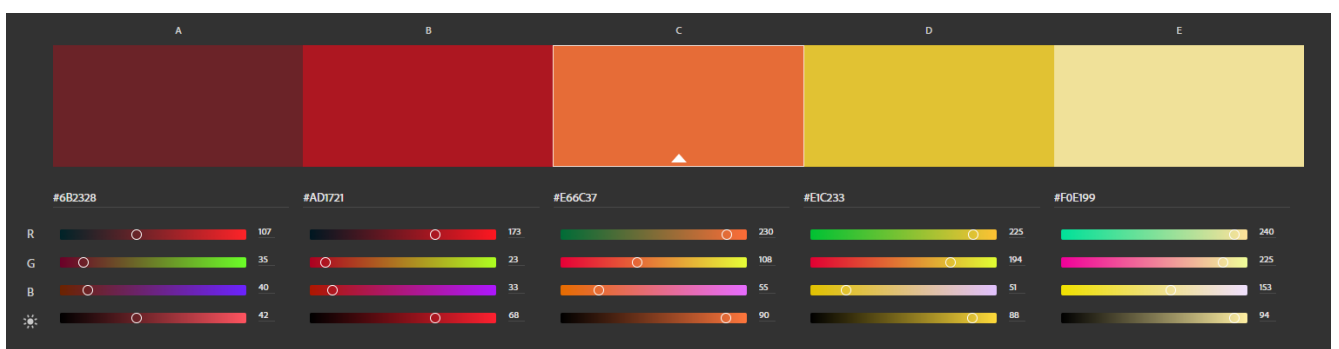 A B C D E
#6B2328 #AD1721 #E66C37 #E1C233 #F0E199
R 107 173 230 225 240
G 35 23 108 194 225
B 40 33 55 51 153
42 68 90 88 94